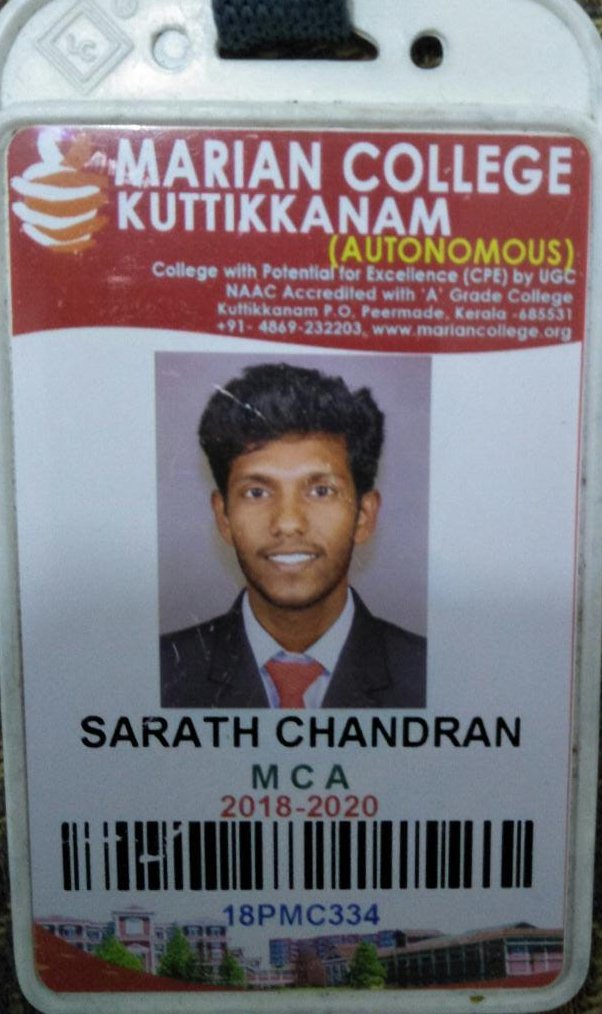 MARIAN COLLEGE
KUTTIKKANAM
(AUTONOMOUS)
College with Potential for Excellence (CPE) by UGC
NAAC Accredited with 'A' Grade College
Kuttikkanam P.O, Peermade, Kerala -685531
+91- 4869-232203, www.mariancollege.org
SARATH CHANDRAN
M C A
2018-2020
18PMC334